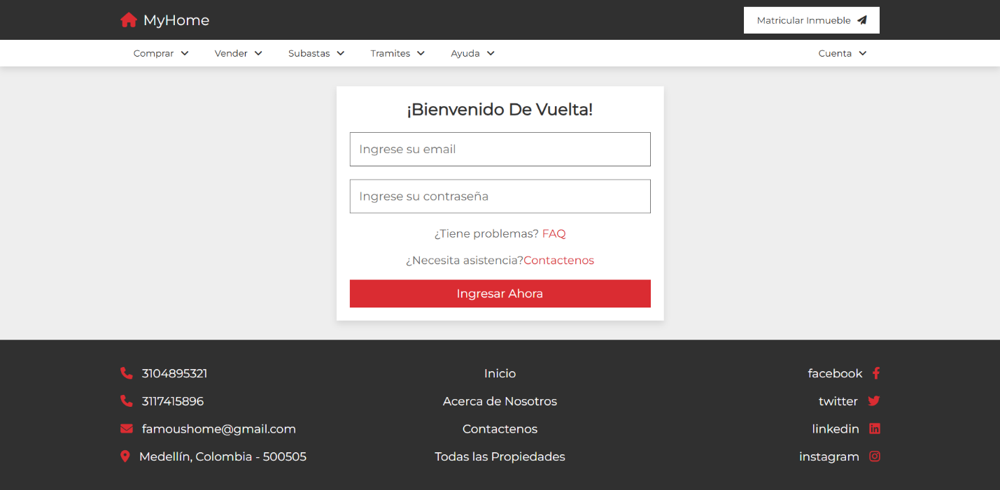 MyHome
Matricular Inmueble
Comprar
Vender
Subastas
Tramites
Ayuda
Cuenta
¡Bienvenido De Vuelta!
Ingrese su email
Ingrese su contraseña
¿Tiene problemas? FAQ
¿Necesita asistencia?Contactenos
Ingresar Ahora
3104895321
3117415896
famoushome@gmail.com
Medellín, Colombia - 500505
Inicio
Acerca de Nosotros
Contactenos
Todas las Propiedades
facebook
twitter
linkedin
instagram